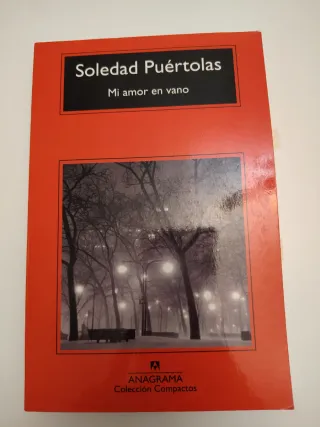 Soledad Puértolas
Mi amor en vano
A
ANAGRAMA
Colección Compactos